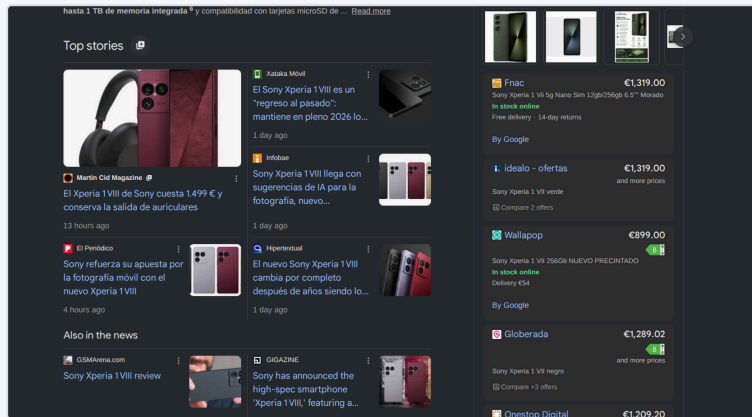 hasta 1 TB de memoria integrada 6 y compatibilidad con tarjetas microSD de ... Read more
Top stories
Martin Cid Magazine
El Xperia 1 VIII de Sony cuesta 1.499 € y
conserva la salida de auriculares
13 hours ago
Xataka Móvil
El Sony Xperia 1 VIII es un
"regreso al pasado":
mantiene en pleno 2026 lo...
1 day ago
Infobae
Sony Xperia 1 VIII llega con
sugerencias de IA para la
fotografía, nuevo...
1 day ago
El Periódico
Sony refuerza su apuesta por
la fotografía móvil con el
nuevo Xperia 1 VIII
4 hours ago
Hipertextual
El nuevo Sony Xperia 1 VIII
cambia por completo
después de años siendo lo...
1 day ago
Also in the news
GSMArena.com
Sony Xperia 1 VIII review
GIGAZINE
Sony has announced the
high-spec smartphone
'Xperia 1 VIII,' featuring a...
Fnac €1,319.00
Sony Xperia 1 Vii 5g Nano Sim 12gb/256gb 6.5"" Morado
In stock online
Free delivery · 14-day returns
By Google
idealo - ofertas €1,319.00
and more prices
Sony Xperia 1 VII verde
Compare 2 offers
Wallapop €899.00
B
Sony Xperia 1 VII 256Gb NUEVO PRECINTADO
In stock online
Delivery €54
By Google
Globerada €1,289.02
B
and more prices
Sony Xperia 1 VII negro
Compare +3 offers
Onestop Digital €1,209.20